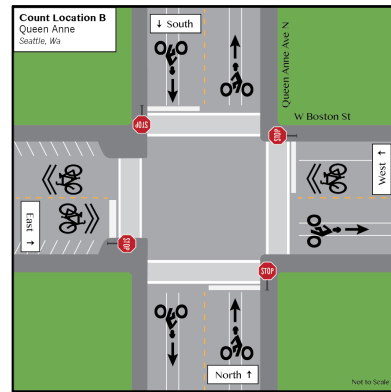 Count Location B
Queen Anne
Seattle, Wa
↓ South
Queen Anne Ave N
W Boston St
STOP
STOP
West ↑
East ↑
STOP
STOP
North ↑
Not to Scale